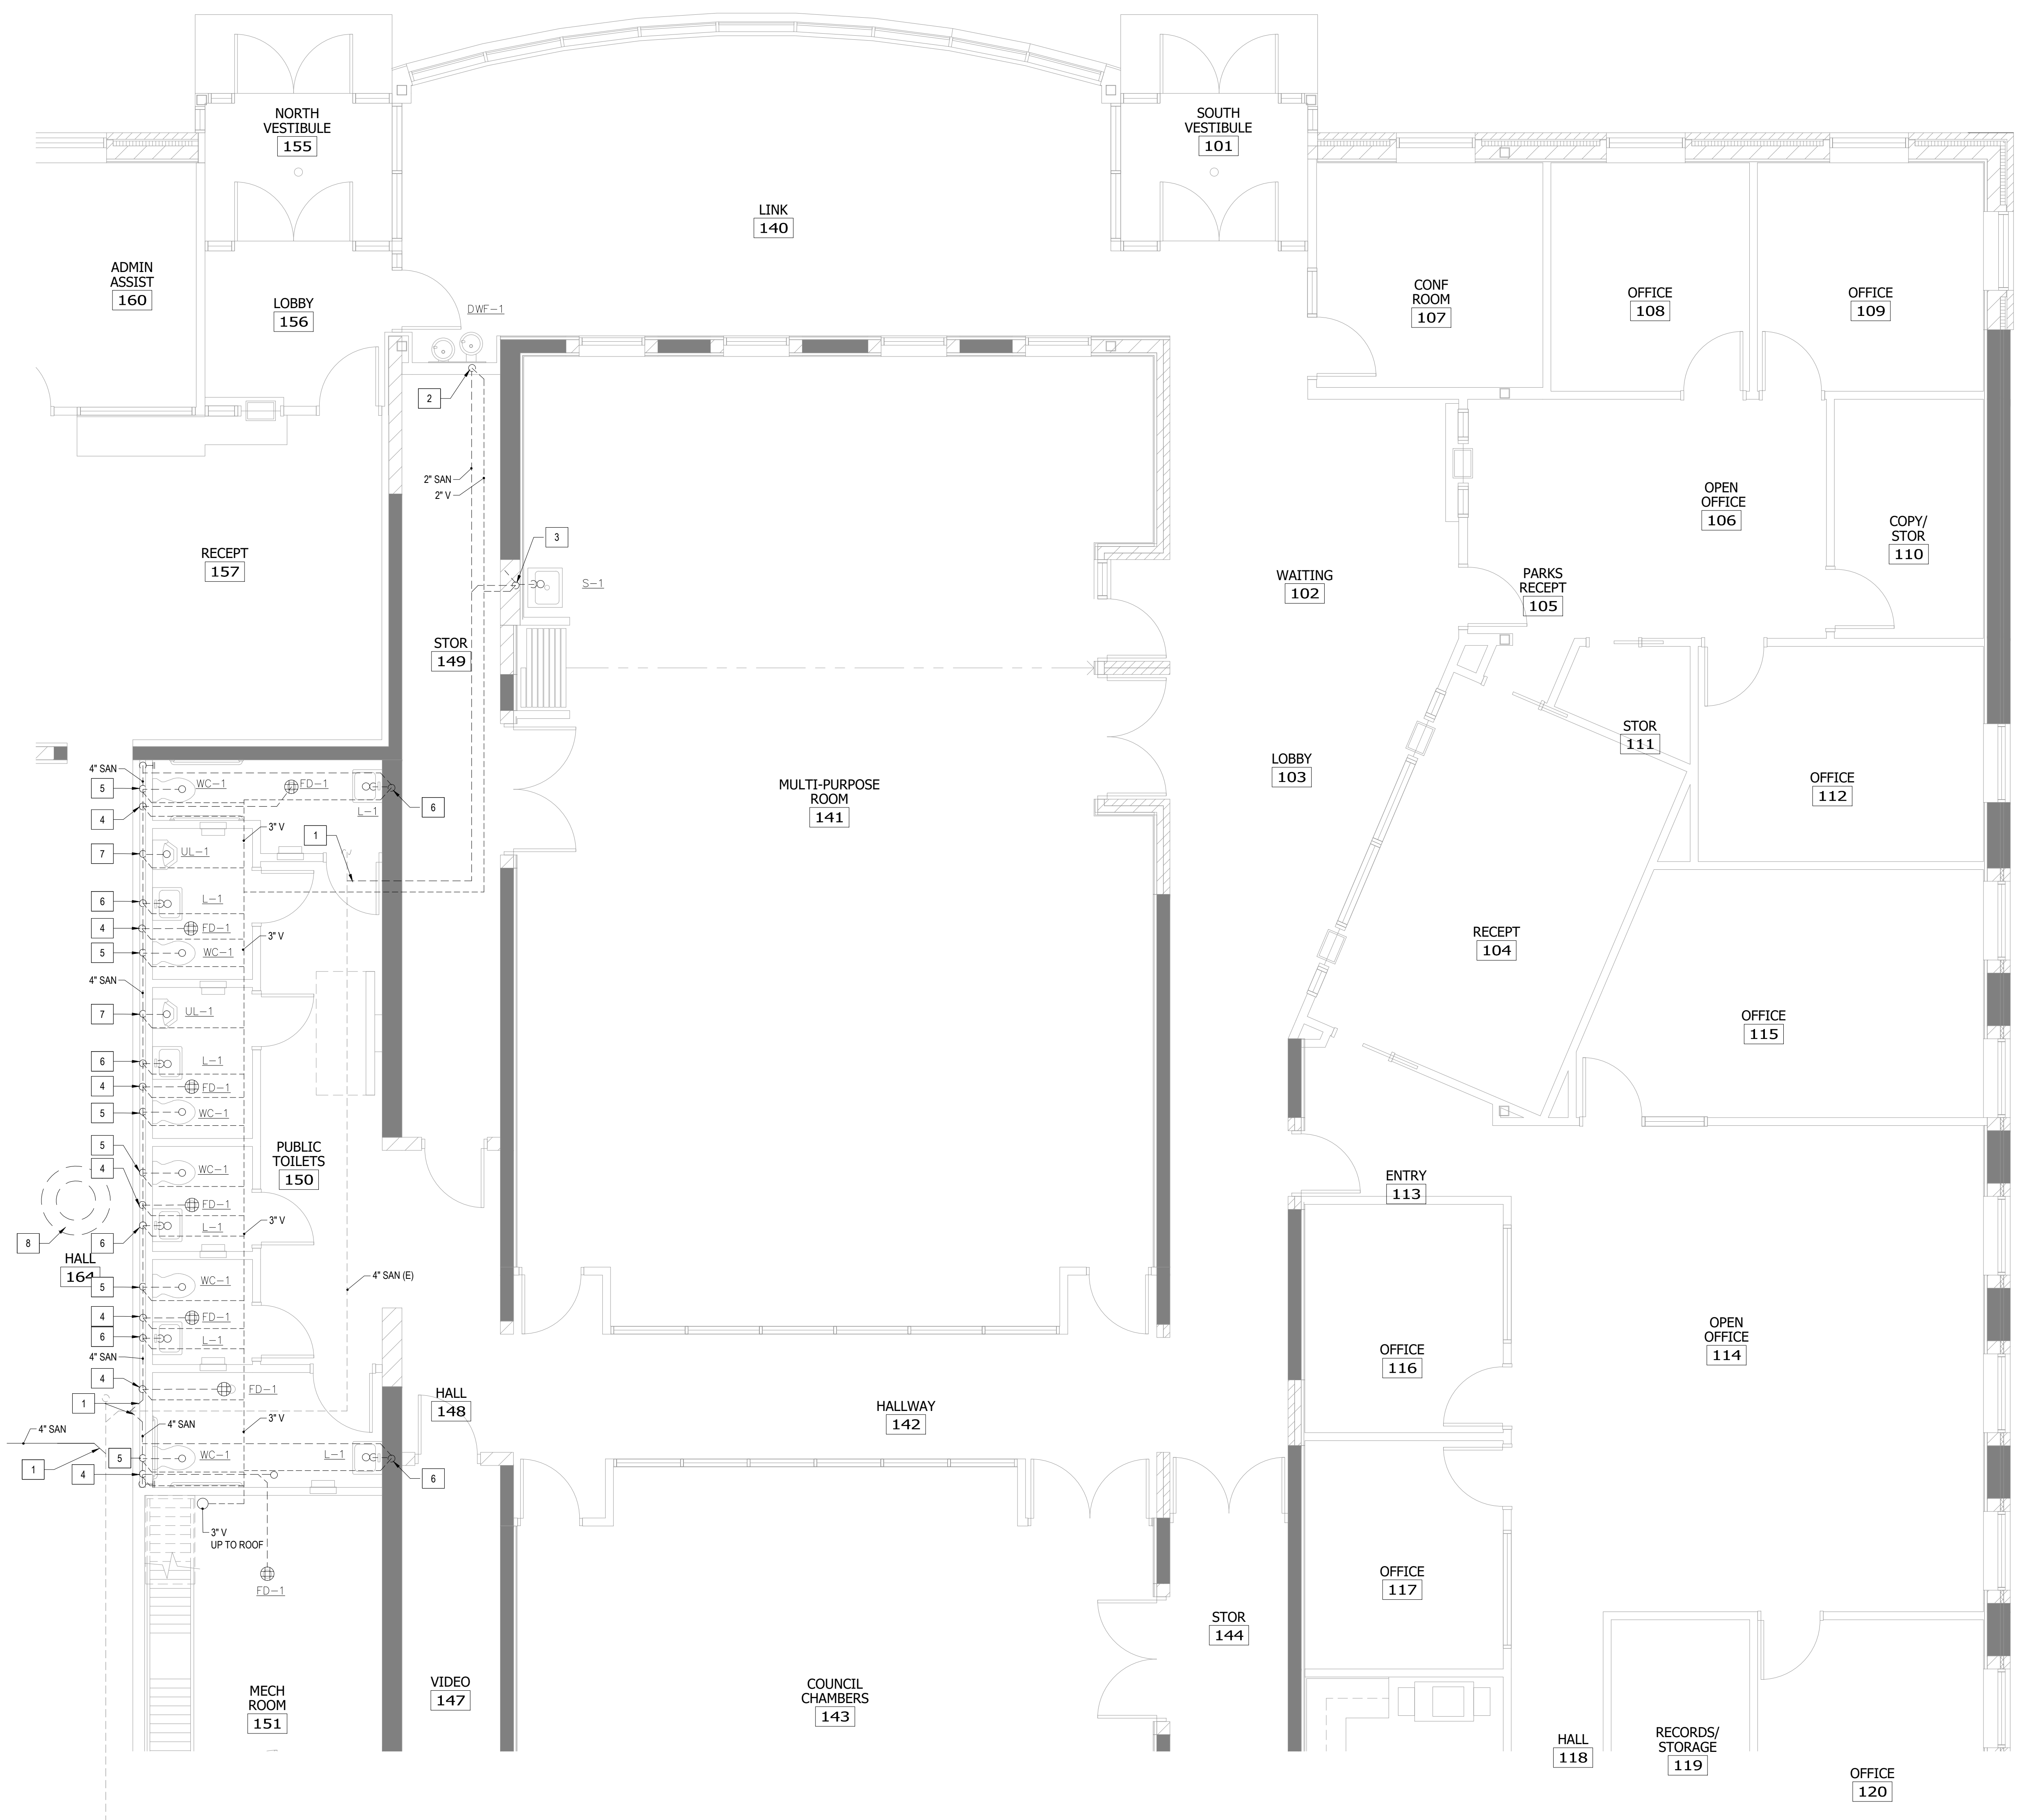 NORTH
VESTIBULE
155
SOUTH
VESTIBULE
101
LINK
140
ADMIN
ASSIST
160
LOBBY
156
DWF-1
CONF
ROOM
107
OFFICE
108
OFFICE
109
2
2" SAN
2" V
3
S-1
RECEPT
157
STOR
149
WAITING
102
OPEN
OFFICE
106
COPY/
STOR
110
PARKS
RECEPT
105
STOR
111
LOBBY
103
OFFICE
112
MULTI-PURPOSE
ROOM
141
4" SAN
5
WC-1
FD-1
4
L-1
6
3" V
1
7
UL-1
6
L-1
4
FD-1
3" V
5
WC-1
4" SAN
7
UL-1
6
L-1
4
FD-1
5
WC-1
RECEPT
104
OFFICE
115
PUBLIC
TOILETS
150
5
WC-1
4
FD-1
6
L-1
3" V
8
HALL
164
5
WC-1
4" SAN (E)
4
FD-1
6
L-1
4" SAN
4
FD-1
1
3" V
4" SAN
4" SAN
1
5
WC-1
L-1
4
6
3" V
UP TO ROOF
FD-1
ENTRY
113
OFFICE
116
OPEN
OFFICE
114
HALL
148
HALLWAY
142
OFFICE
117
STOR
144
MECH
ROOM
151
VIDEO
147
COUNCIL
CHAMBERS
143
HALL
118
RECORDS/
STORAGE
119
OFFICE
120